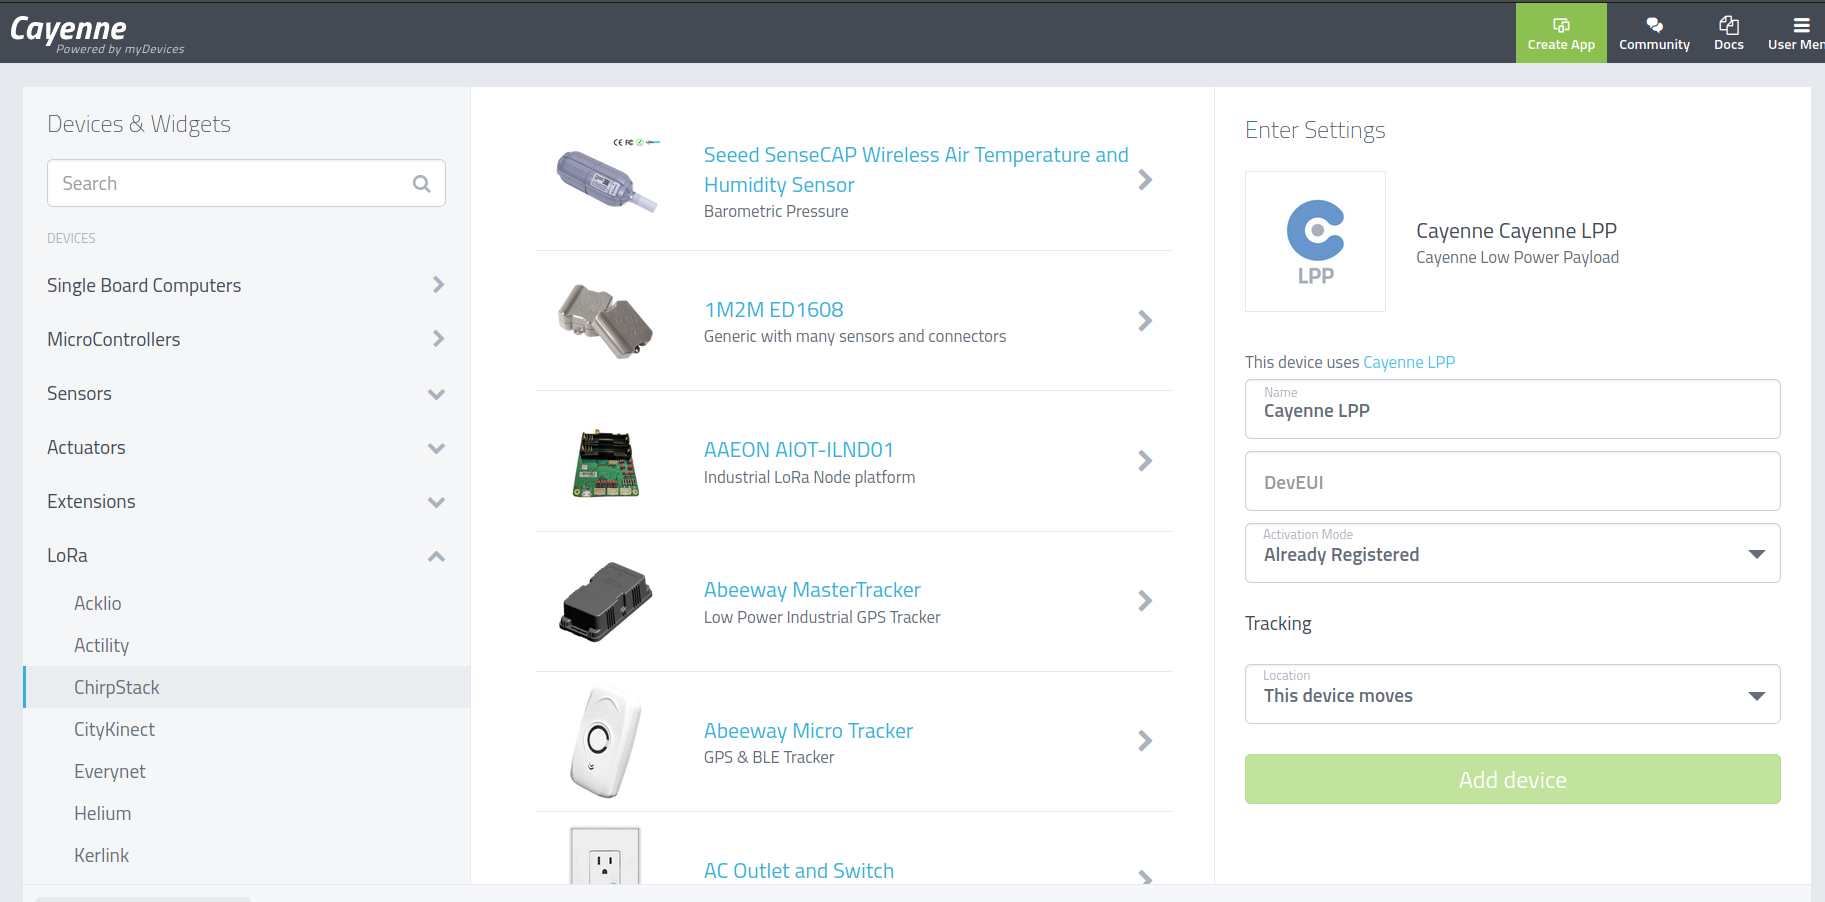 Cayenne
Powered by myDevices
Create App
Community
Docs
User Men
Devices & Widgets
Search
DEVICES
Single Board Computers
MicroControllers
Sensors
Actuators
Extensions
LoRa
Acklio
Actility
ChirpStack
CityKinect
Everynet
Helium
Kerlink
Seeed SenseCAP Wireless Air Temperature and
Humidity Sensor
Barometric Pressure
1M2M ED1608
Generic with many sensors and connectors
AAEON AIOT-ILND01
Industrial LoRa Node platform
Abeeway MasterTracker
Low Power Industrial GPS Tracker
Abeeway Micro Tracker
GPS & BLE Tracker
AC Outlet and Switch
Enter Settings
LPP
Cayenne Cayenne LPP
Cayenne Low Power Payload
This device uses Cayenne LPP
Name
Cayenne LPP
DevEUI
Activation Mode
Already Registered
Tracking
Location
This device moves
Add device